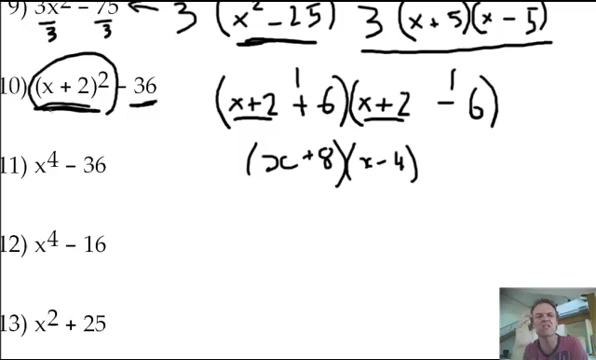 9) 3x² – 75 ← 3 (x² – 25) 3 (x + 5)(x – 5)
3 3
10) (x + 2)² – 36 (x+2 + 6)(x+2 – 6)
(x + 8)(x – 4)
11) x⁴ – 36
12) x⁴ – 16
13) x² + 25